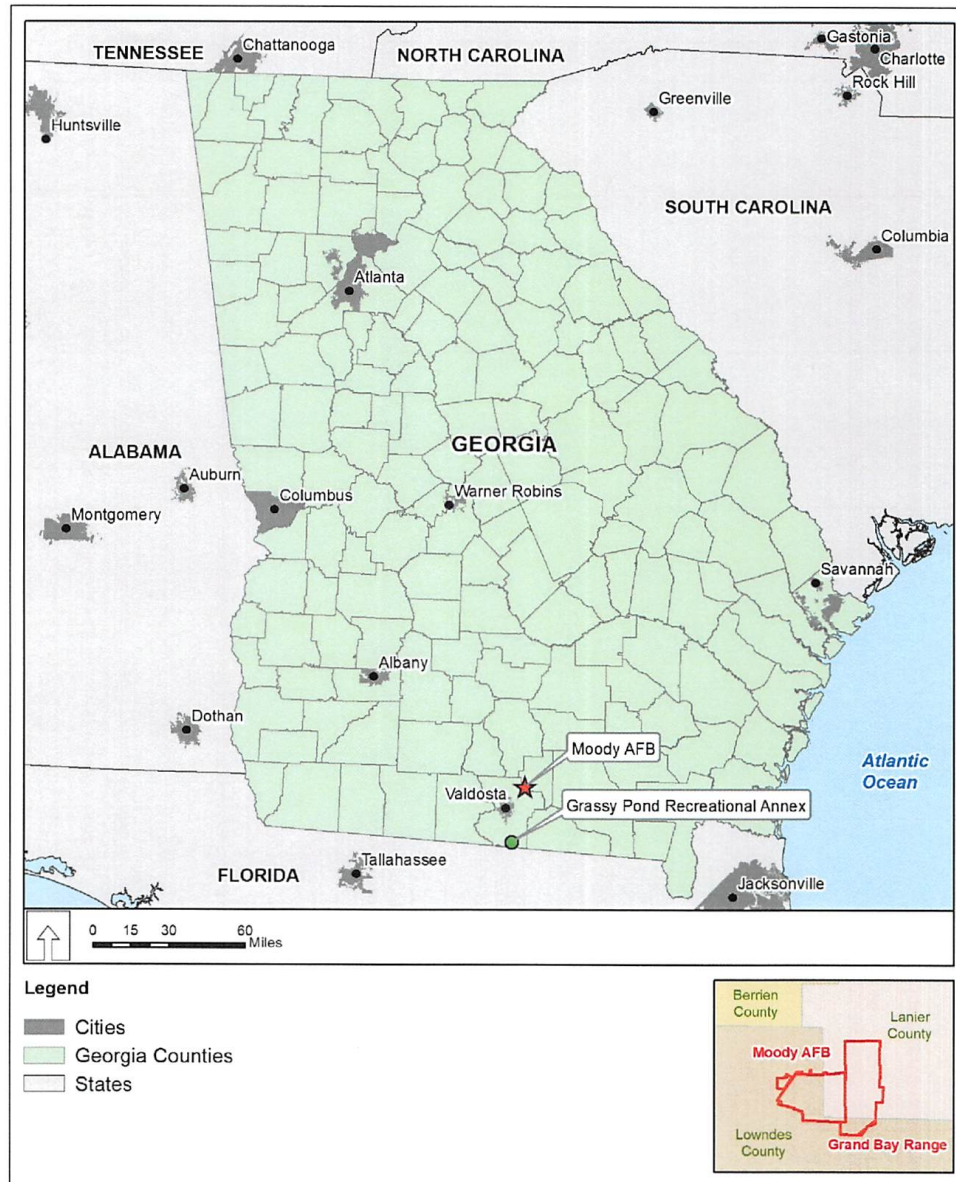 TENNESSEE
Chattanooga
NORTH CAROLINA
Gastonia
Charlotte
Rock Hill
Huntsville
Greenville
SOUTH CAROLINA
Columbia
Atlanta
ALABAMA
GEORGIA
Auburn
Columbus
Warner Robins
Montgomery
Savannah
Albany
Dothan
Moody AFB
Atlantic
Ocean
Valdosta
Grassy Pond Recreational Annex
Tallahassee
FLORIDA
Jacksonville
0 15 30 60
Miles
Legend
Cities
Georgia Counties
States
Berrien
County
Lanier
County
Moody AFB
Lowndes
County
Grand Bay Range